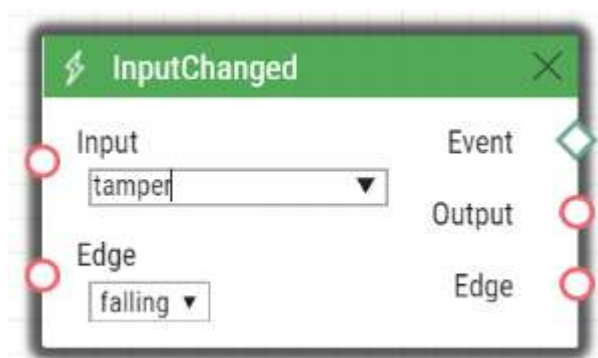 InputChanged
Input
Event
tamper
Output
Edge
Edge
falling